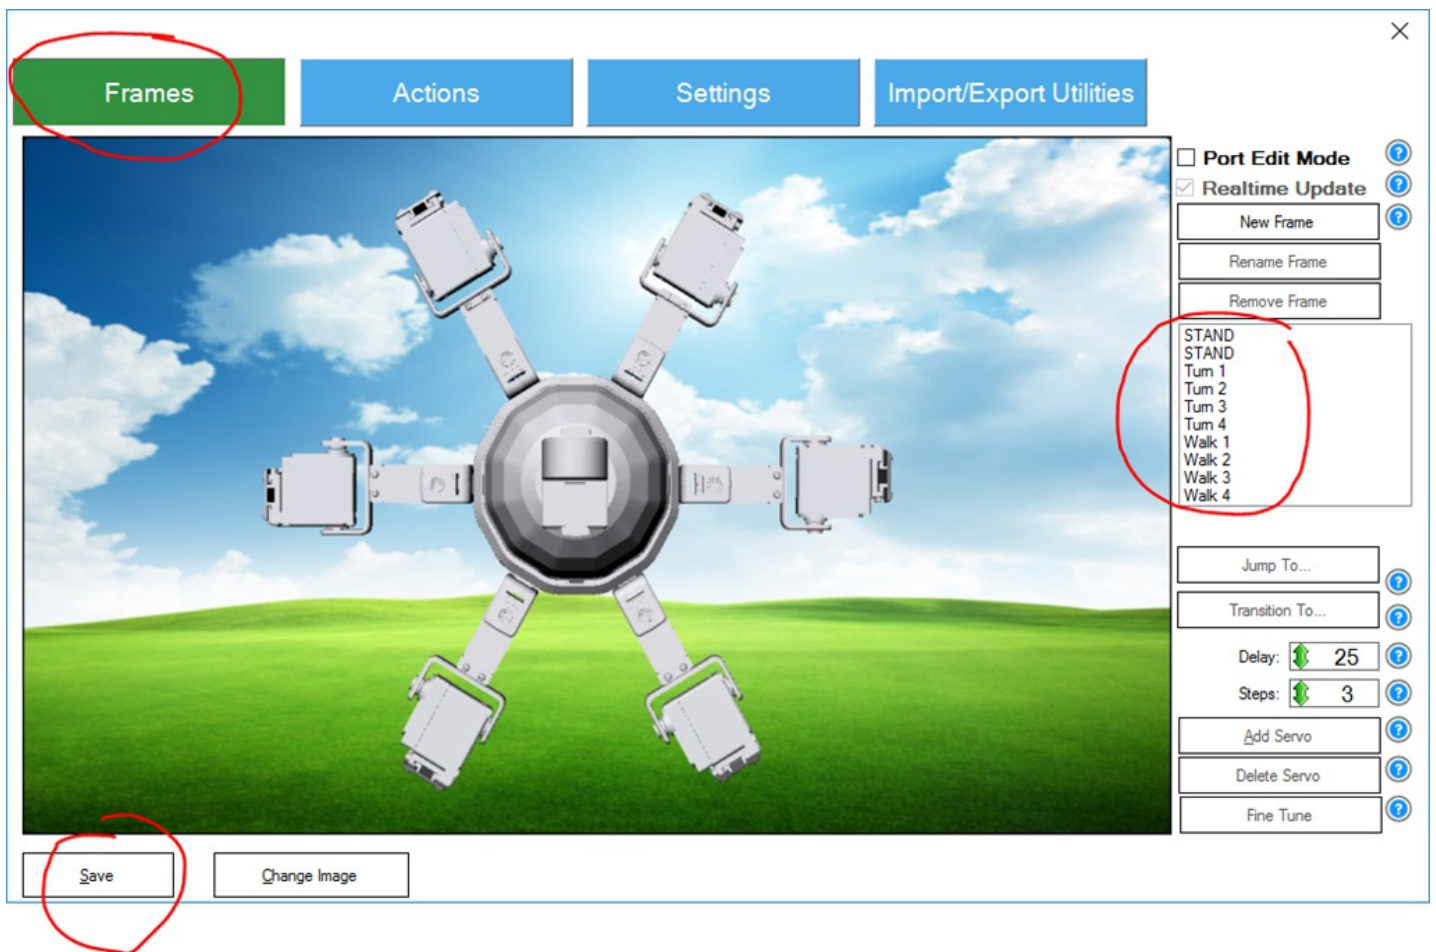 Frames
Actions
Settings
Import/Export Utilities
Port Edit Mode
Realtime Update
New Frame
Rename Frame
Remove Frame
STAND
STAND
Turn 1
Turn 2
Turn 3
Turn 4
Walk 1
Walk 2
Walk 3
Walk 4
Jump To...
Transition To...
Delay: 25
Steps: 3
Add Servo
Delete Servo
Fine Tune
Save
Change Image